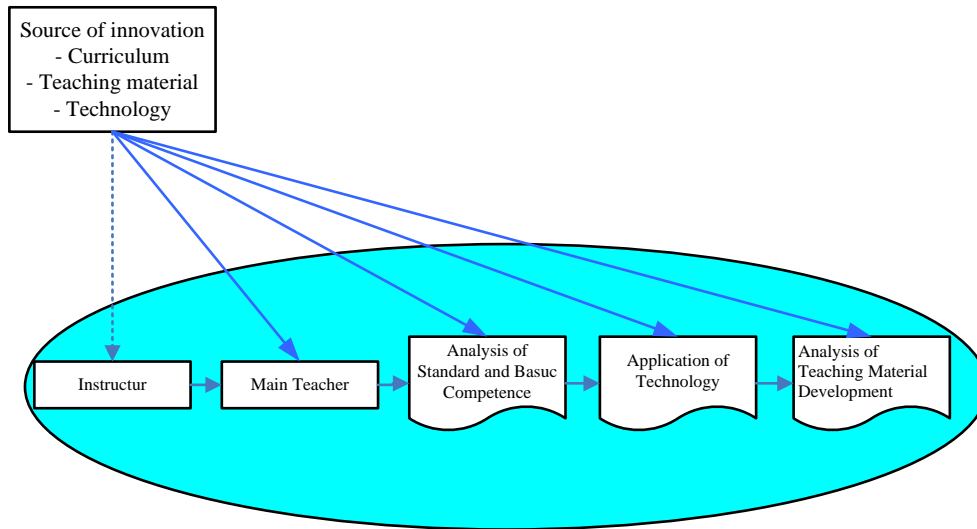 Source of innovation
- Curriculum
- Teaching material
- Technology
Instructur
Main Teacher
Analysis of
Standard and Basuc
Competence
Application of
Technology
Analysis of
Teaching Material
Development